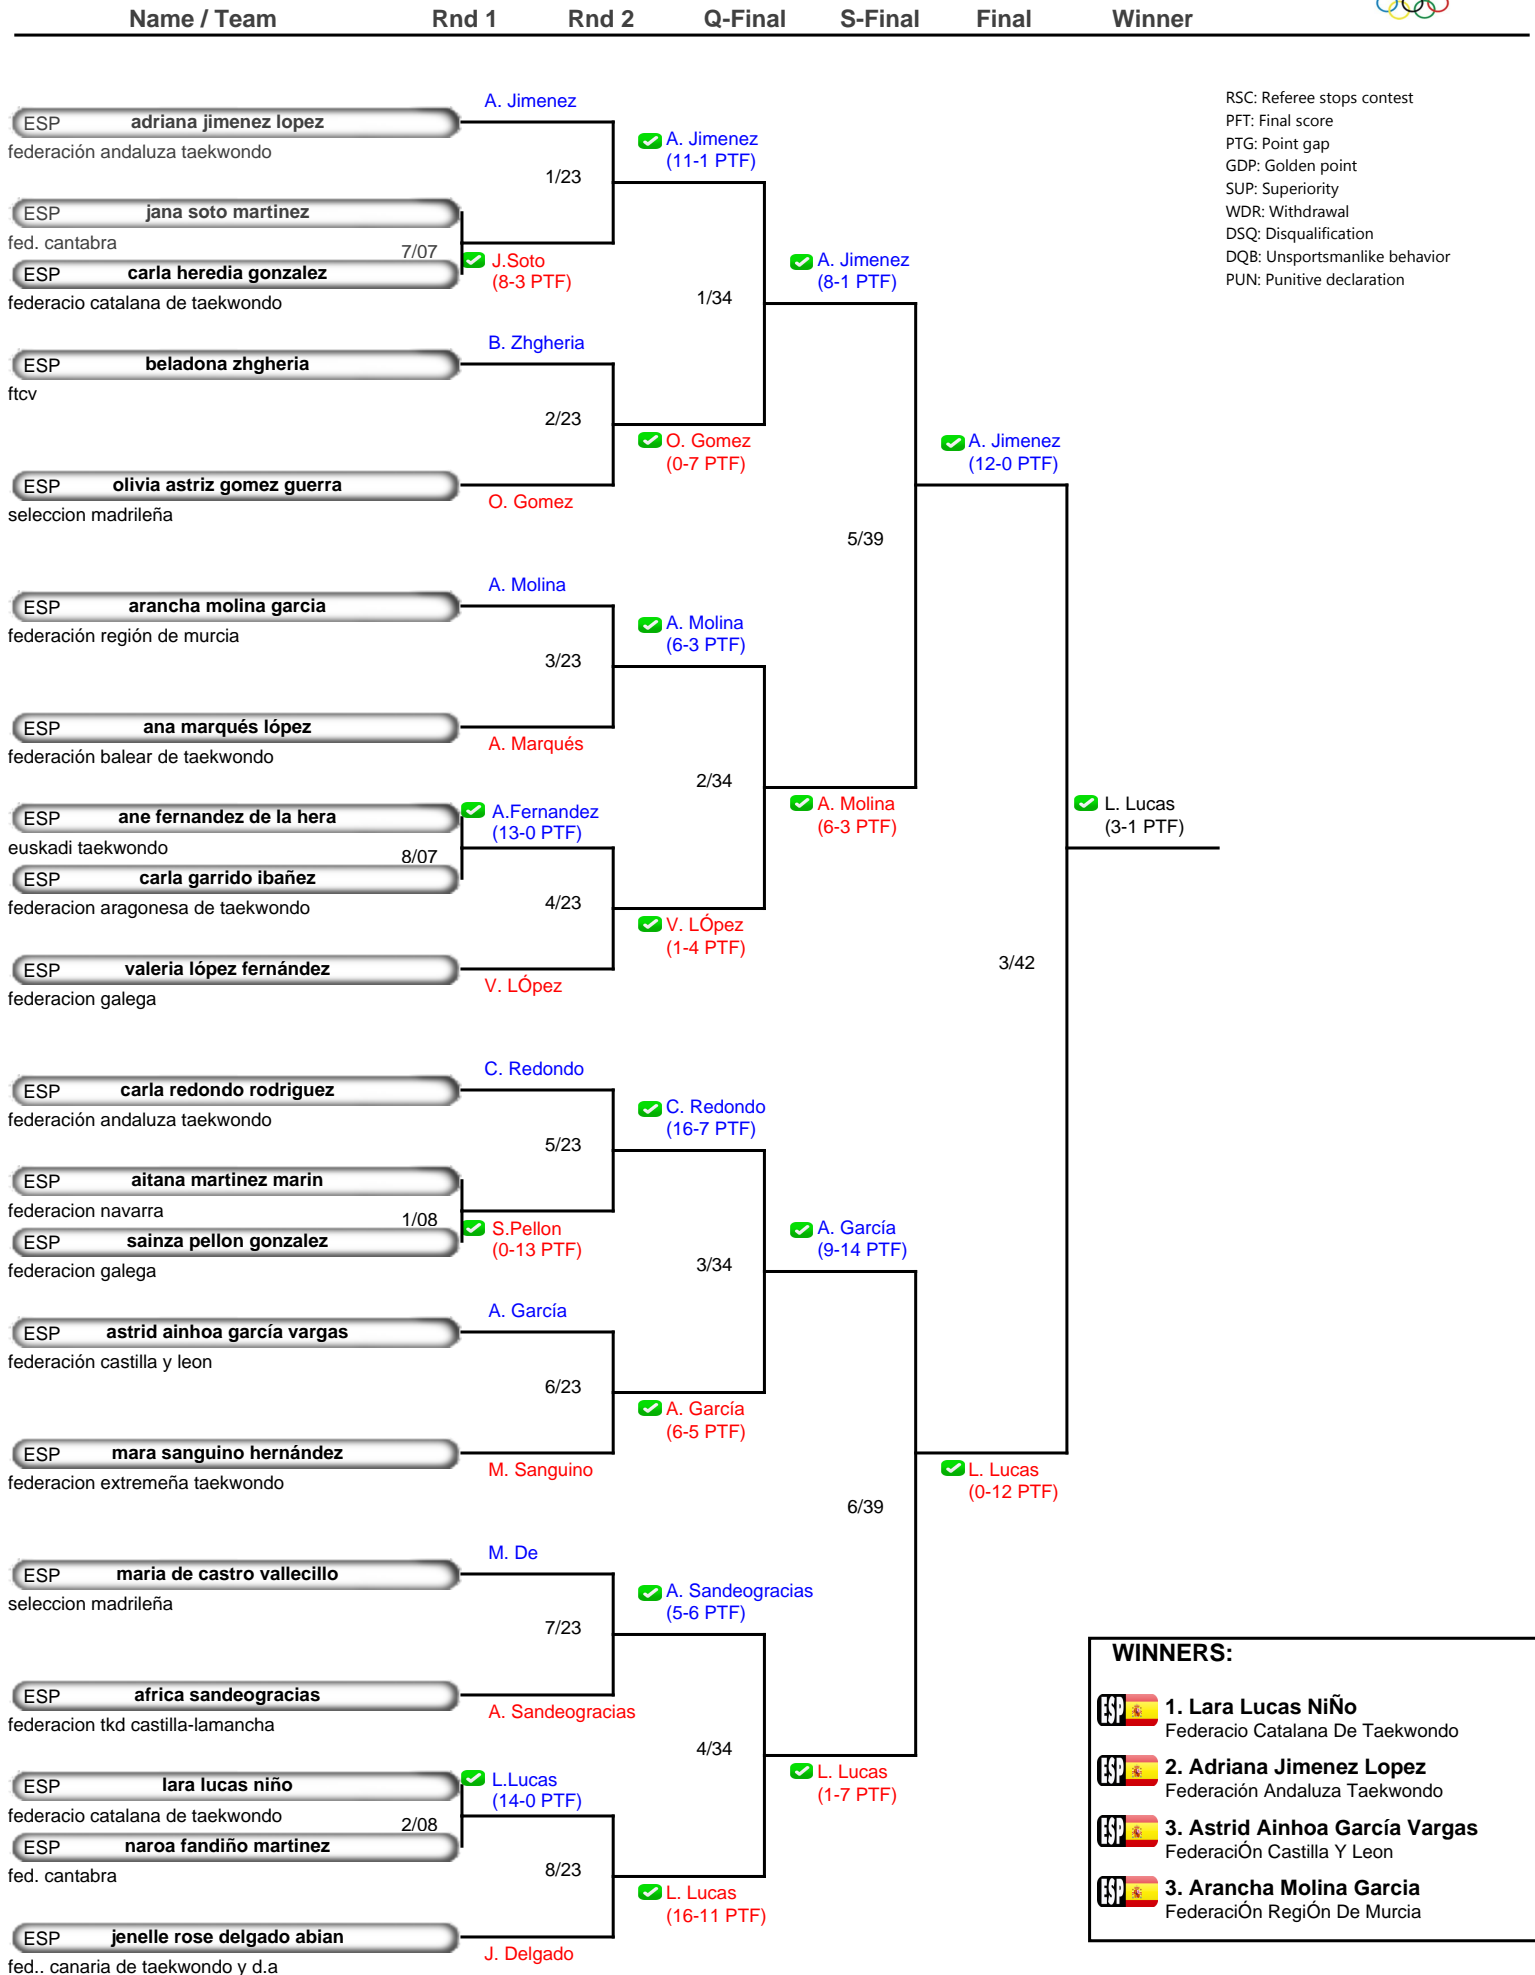 Name / Team Rnd 1 Rnd 2 Q-Final S-Final Final Winner
RSC: Referee stops contest
PFT: Final score
PTG: Point gap
GDP: Golden point
SUP: Superiority
WDR: Withdrawal
DSQ: Disqualification
DQB: Unsportsmanlike behavior
PUN: Punitive declaration
ESP adriana jimenez lopez
federación andaluza taekwondo
A. Jimenez
1/23
A. Jimenez
(11-1 PTF)
ESP jana soto martinez
fed. cantabra
7/07
ESP carla heredia gonzalez
federacio catalana de taekwondo
J.Soto
(8-3 PTF)
1/34
A. Jimenez
(8-1 PTF)
ESP beladona zhgheria
ftcv
B. Zhgheria
2/23
O. Gomez
(0-7 PTF)
ESP olivia astriz gomez guerra
seleccion madrileña
O. Gomez
A. Jimenez
(12-0 PTF)
5/39
ESP arancha molina garcia
federación región de murcia
A. Molina
3/23
A. Molina
(6-3 PTF)
ESP ana marqués lópez
federación balear de taekwondo
A. Marqués
2/34
A. Molina
(6-3 PTF)
ESP ane fernandez de la hera
euskadi taekwondo
8/07
A.Fernandez
(13-0 PTF)
ESP carla garrido ibañez
federacion aragonesa de taekwondo
4/23
V. LÓpez
(1-4 PTF)
ESP valeria lópez fernández
federacion galega
V. LÓpez
L. Lucas
(3-1 PTF)
3/42
ESP carla redondo rodriguez
federación andaluza taekwondo
C. Redondo
5/23
C. Redondo
(16-7 PTF)
ESP aitana martinez marin
federacion navarra
1/08
ESP sainza pellon gonzalez
federacion galega
S.Pellon
(0-13 PTF)
3/34
A. García
(9-14 PTF)
ESP astrid ainhoa garcía vargas
federación castilla y leon
A. García
6/23
A. García
(6-5 PTF)
ESP mara sanguino hernández
federacion extremeña taekwondo
M. Sanguino
L. Lucas
(0-12 PTF)
6/39
ESP maria de castro vallecillo
seleccion madrileña
M. De
7/23
A. Sandeogracias
(5-6 PTF)
ESP africa sandeogracias
federacion tkd castilla-lamancha
A. Sandeogracias
4/34
L. Lucas
(1-7 PTF)
ESP lara lucas niño
federacio catalana de taekwondo
2/08
L.Lucas
(14-0 PTF)
ESP naroa fandiño martinez
fed. cantabra
8/23
L. Lucas
(16-11 PTF)
ESP jenelle rose delgado abian
fed.. canaria de taekwondo y d.a
J. Delgado
WINNERS:
ESP 1. Lara Lucas NiÑo
Federacio Catalana De Taekwondo
ESP 2. Adriana Jimenez Lopez
Federación Andaluza Taekwondo
ESP 3. Astrid Ainhoa García Vargas
FederaciÓn Castilla Y Leon
ESP 3. Arancha Molina Garcia
FederaciÓn RegiÓn De Murcia